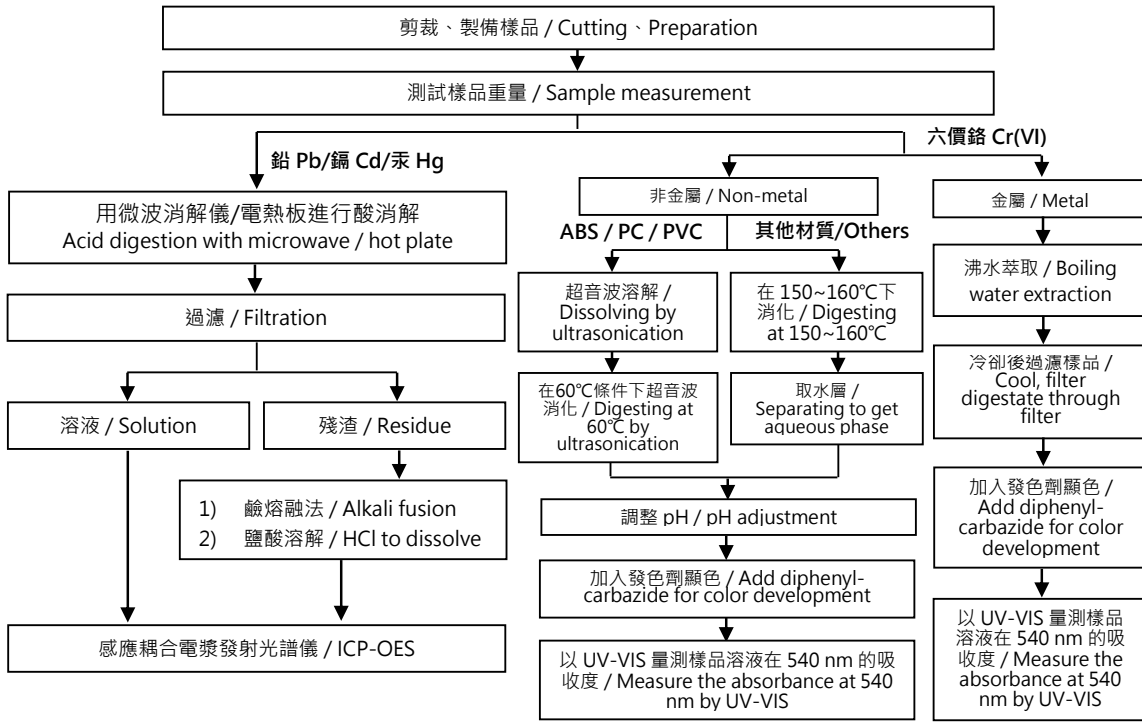 剪裁、製備樣品 / Cutting、Preparation
測試樣品重量 / Sample measurement
鉛 Pb/鎘 Cd/汞 Hg
用微波消解儀/電熱板進行酸消解
Acid digestion with microwave / hot plate
過濾 / Filtration
溶液 / Solution
殘渣 / Residue
1) 鹼熔融法 / Alkali fusion
2) 鹽酸溶解 / HCl to dissolve
感應耦合電漿發射光譜儀 / ICP-OES
六價鉻 Cr(VI)
非金屬 / Non-metal
ABS / PC / PVC
超音波溶解 /
Dissolving by
ultrasonication
在60℃條件下超音波
消化 / Digesting at
60℃ by
ultrasonication
其他材質/Others
在 150~160℃下
消化 / Digesting
at 150~160℃
取水層 /
Separating to get
aqueous phase
調整 pH / pH adjustment
加入發色劑顯色 / Add diphenyl-
carbazide for color development
以 UV-VIS 量測樣品溶液在 540 nm 的吸
收度 / Measure the absorbance at 540
nm by UV-VIS
金屬 / Metal
沸水萃取 / Boiling
water extraction
冷卻後過濾樣品 /
Cool, filter
digestate through
filter
加入發色劑顯色 /
Add diphenyl-
carbazide for color
development
以 UV-VIS 量測樣品
溶液在 540 nm 的吸
收度 / Measure the
absorbance at 540
nm by UV-VIS